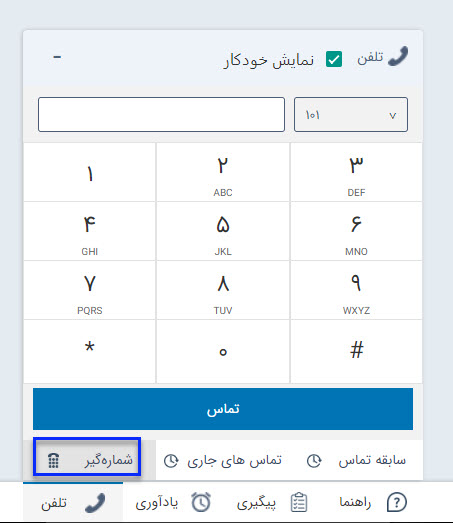 تلفن نمایش خودکار -
۱۰۱
۱ ۲ ۳
ABC DEF
۴ ۵ ۶
GHI JKL MNO
۷ ۸ ۹
PQRS TUV WXYZ
* ۰ #
تماس
سابقه تماس تماس های جاری شماره‌گیر
راهنما پیگیری یادآوری تلفن